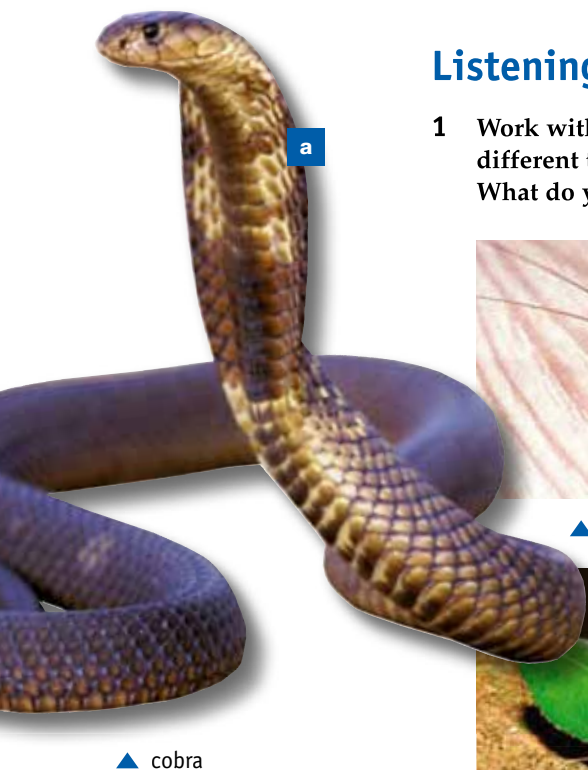 Listening
1 Work with
different
What do
a
cobra